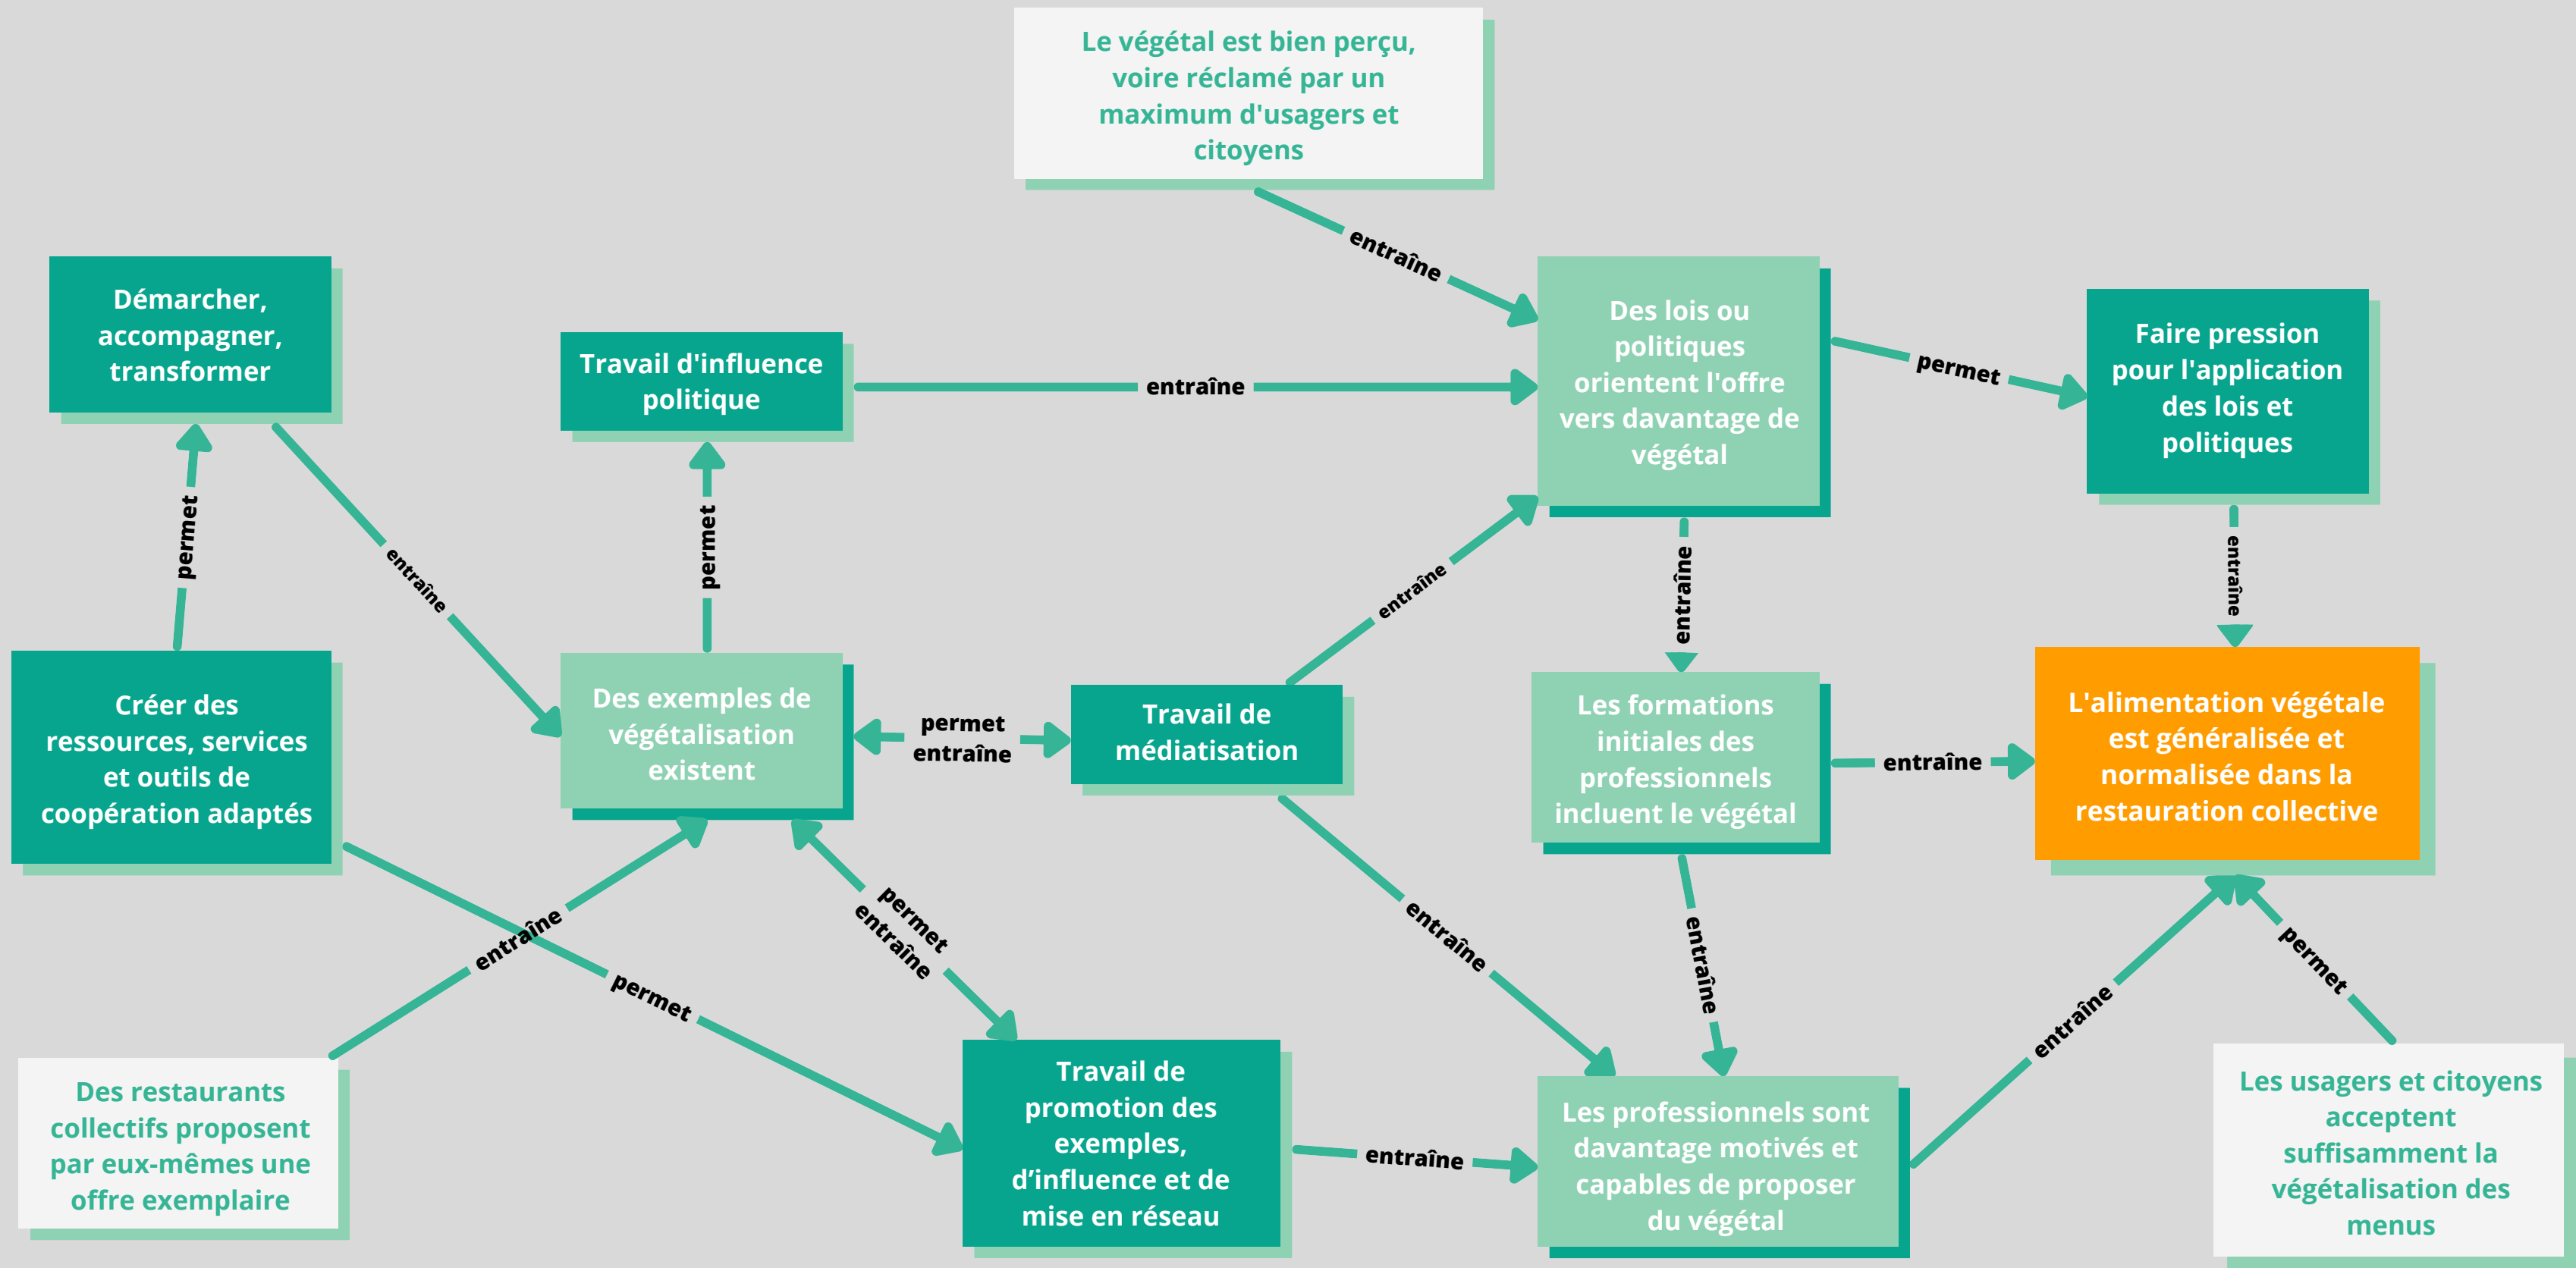 Le végétal est bien perçu,
voire réclamé par un
maximum d'usagers et
citoyens
entraîne
Démarcher,
accompagner,
transformer
Travail d'influence
politique
entraîne
Des lois ou
politiques
orientent l'offre
vers davantage de
végétal
permet
Faire pression
pour l'application
des lois et
politiques
permet
entraîne
permet
entraîne
entraîne
entraîne
Créer des
ressources, services
et outils de
coopération adaptés
Des exemples de
végétalisation
existent
permet
entraîne
Travail de
médiatisation
Les formations
initiales des
professionnels
incluent le végétal
entraîne
L'alimentation végétale
est généralisée et
normalisée dans la
restauration collective
entraîne
permet
permet
entraîne
entraîne
entraîne
entraîne
permet
Des restaurants
collectifs proposent
par eux-mêmes une
offre exemplaire
Travail de
promotion des
exemples,
d’influence et de
mise en réseau
entraîne
Les professionnels sont
davantage motivés et
capables de proposer
du végétal
Les usagers et citoyens
acceptent
suffisamment la
végétalisation des
menus